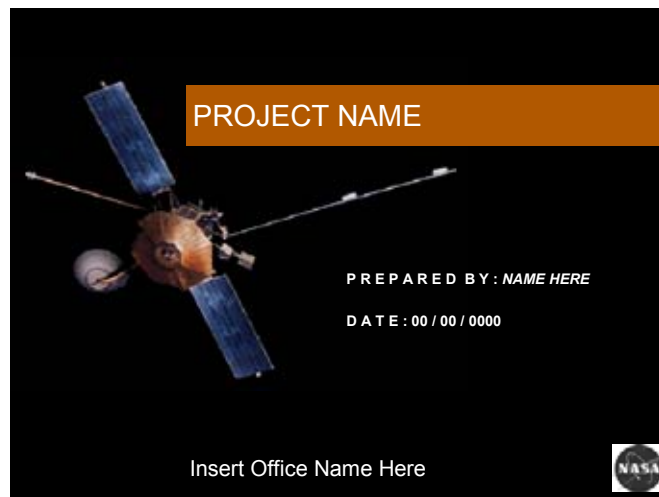 PROJECT NAME
PREPARED BY: NAME HERE
DATE: 00/00/0000
Insert Office Name Here
NASA